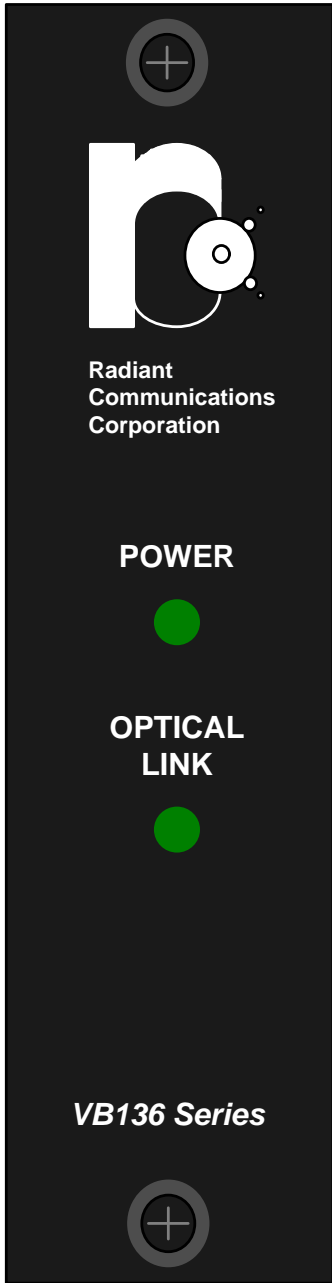 Radiant
Communications
Corporation
POWER
OPTICAL
LINK
VB136 Series